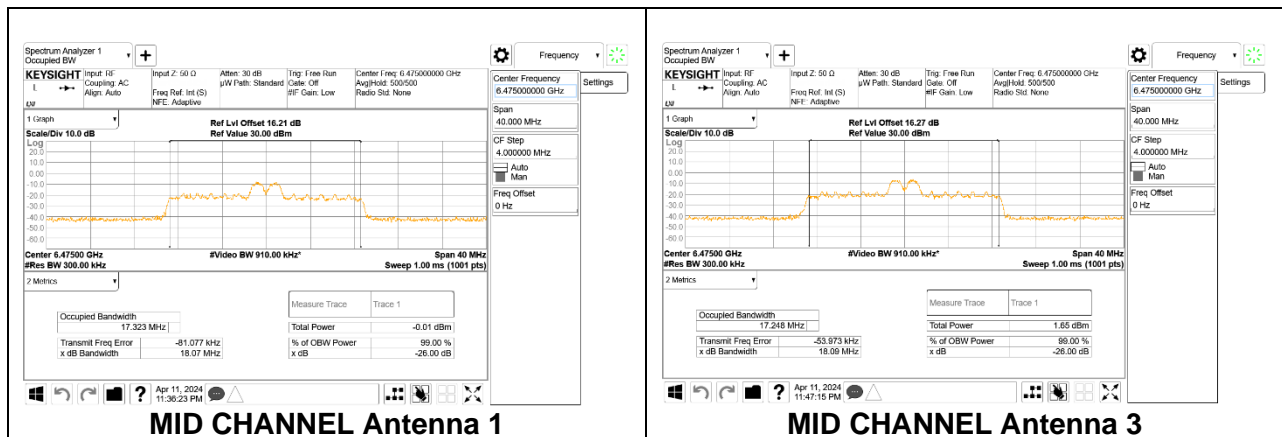 Spectrum Analyzer 1
Occupied BW
+
Frequency
KEYSIGHT
Input: RF
Coupling: AC
Align: Auto
Input Z: 50 Ω
Freq Ref: Int (S)
NFE: Adaptive
Atten: 30 dB
µW Path: Standard
Trig: Free Run
Gate: Off
#IF Gain: Low
Center Freq: 6.475000000 GHz
Avg|Hold: 500/500
Radio Std: None
Center Frequency
6.475000000 GHz
Settings
Span
40.000 MHz
CF Step
4.000000 MHz
Auto
Man
Freq Offset
0 Hz
1 Graph
Scale/Div 10.0 dB
Ref Lvl Offset 16.21 dB
Ref Value 30.00 dBm
Log
20.0
10.0
0.00
-10.0
-20.0
-30.0
-40.0
-50.0
-60.0
Center 6.47500 GHz
#Res BW 300.00 kHz
#Video BW 910.00 kHz*
Span 40 MHz
Sweep 1.00 ms (1001 pts)
2 Metrics
Measure Trace Trace 1
Occupied Bandwidth
17.323 MHz
Total Power -0.01 dBm
Transmit Freq Error -81.077 kHz
% of OBW Power 99.00 %
x dB Bandwidth 18.07 MHz
x dB -26.00 dB
?
Apr 11, 2024
11:36:23 PM
MID CHANNEL Antenna 1
Spectrum Analyzer 1
Occupied BW
+
Frequency
KEYSIGHT
Input: RF
Coupling: AC
Align: Auto
Input Z: 50 Ω
Freq Ref: Int (S)
NFE: Adaptive
Atten: 30 dB
µW Path: Standard
Trig: Free Run
Gate: Off
#IF Gain: Low
Center Freq: 6.475000000 GHz
Avg|Hold: 500/500
Radio Std: None
Center Frequency
6.475000000 GHz
Settings
Span
40.000 MHz
CF Step
4.000000 MHz
Auto
Man
Freq Offset
0 Hz
1 Graph
Scale/Div 10.0 dB
Ref Lvl Offset 16.27 dB
Ref Value 30.00 dBm
Log
20.0
10.0
0.00
-10.0
-20.0
-30.0
-40.0
-50.0
-60.0
Center 6.47500 GHz
#Res BW 300.00 kHz
#Video BW 910.00 kHz*
Span 40 MHz
Sweep 1.00 ms (1001 pts)
2 Metrics
Measure Trace Trace 1
Occupied Bandwidth
17.248 MHz
Total Power 1.65 dBm
Transmit Freq Error -53.973 kHz
% of OBW Power 99.00 %
x dB Bandwidth 18.09 MHz
x dB -26.00 dB
?
Apr 11, 2024
11:47:15 PM
MID CHANNEL Antenna 3